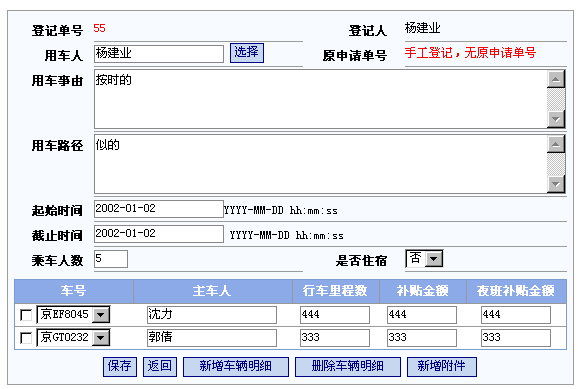 登记单号 55 登记人 杨建业
用车人 杨建业 选择 原申请单号 手工登记，无原申请单号
用车事由 按时的
用车路径 似的
起始时间 2002-01-02 YYYY-MM-DD hh:mm:ss
截止时间 2002-01-02 YYYY-MM-DD hh:mm:ss
乘车人数 5 是否住宿 否
车号 主车人 行车里程数 补贴金额 夜班补贴金额
京EF8045 沈力 444 444 444
京GT0232 郭倩 333 333 333
保存 返回 新增车辆明细 删除车辆明细 新增附件